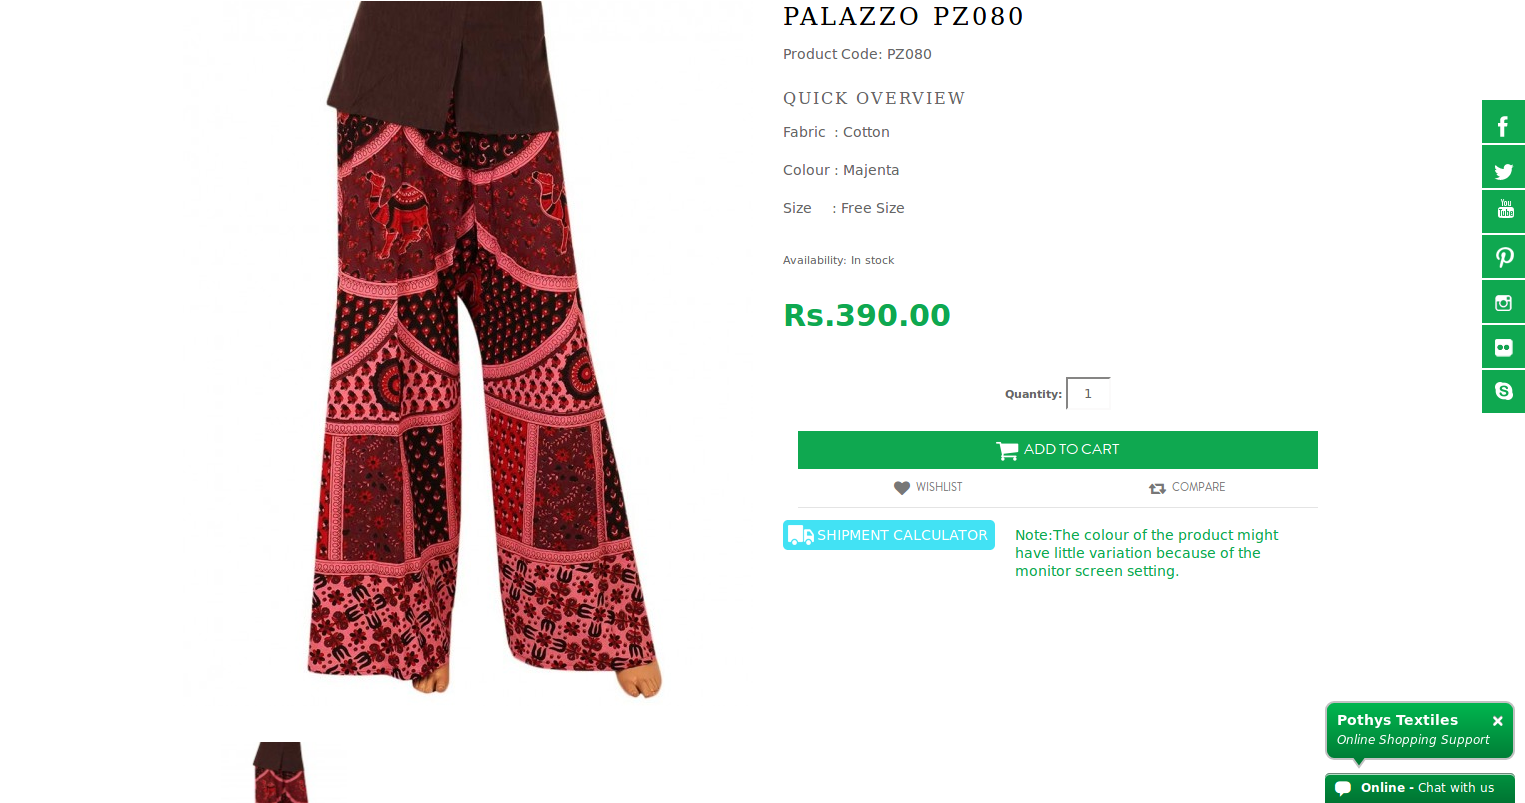 PALAZZO PZ080
Product Code: PZ080
QUICK OVERVIEW
Fabric : Cotton
Colour : Majenta
Size : Free Size
Availability: In stock
Rs.390.00
Quantity: 1
ADD TO CART
WISHLIST
COMPARE
SHIPMENT CALCULATOR
Note:The colour of the product might
have little variation because of the
monitor screen setting.
You
Tube
Pothys Textiles
Online Shopping Support
Online - Chat with us